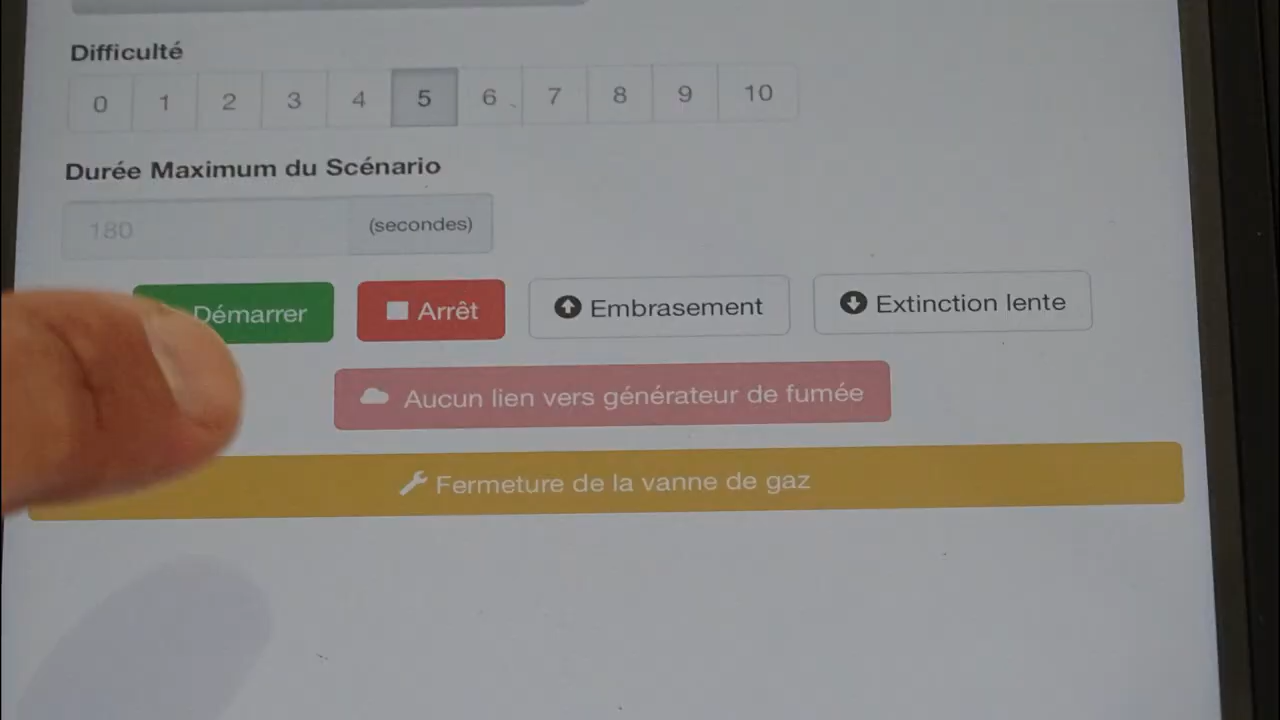 Difficulté
0 1 2 3 4 5 6 7 8 9 10
Durée Maximum du Scénario
180 (secondes)
Démarrer Arrêt Embrasement Extinction lente
Aucun lien vers générateur de fumée
Fermeture de la vanne de gaz